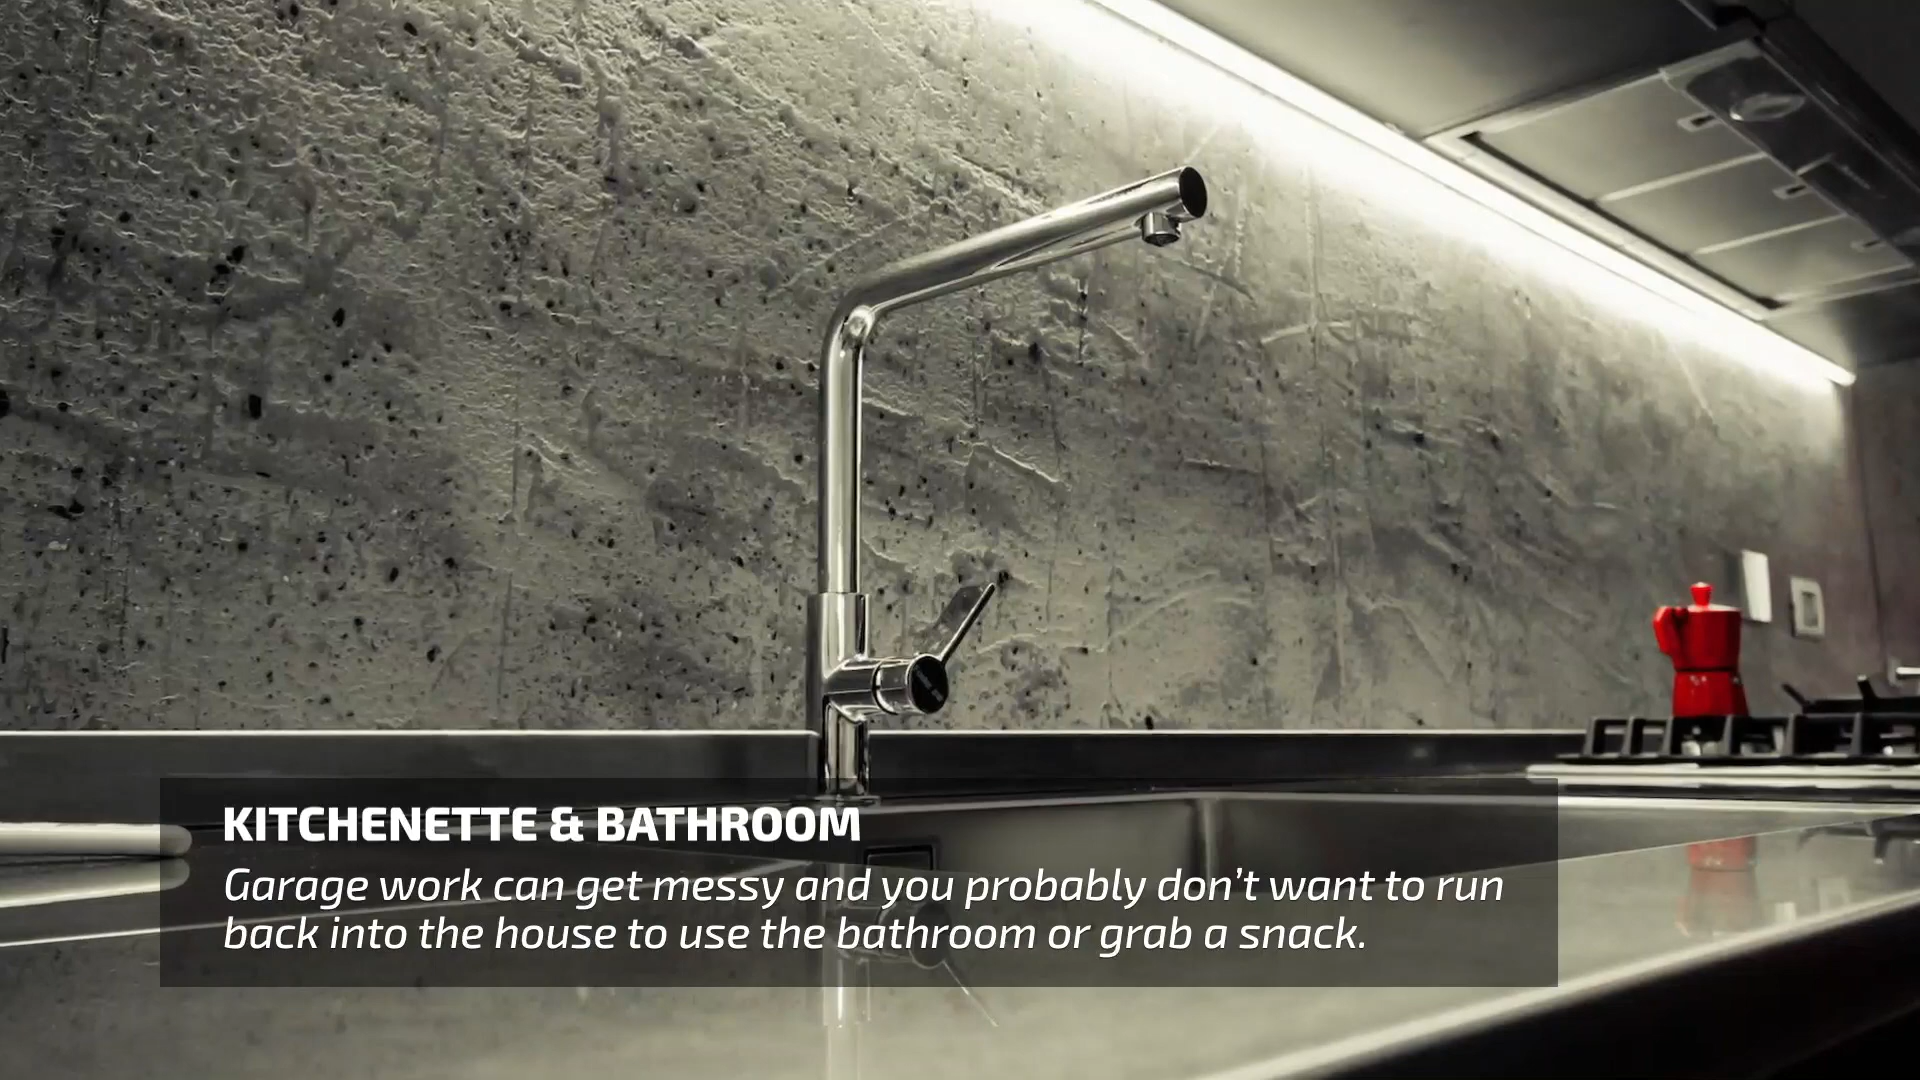 KITCHENETTE & BATHROOM
Garage work can get messy and you probably don’t want to run
back into the house to use the bathroom or grab a snack.